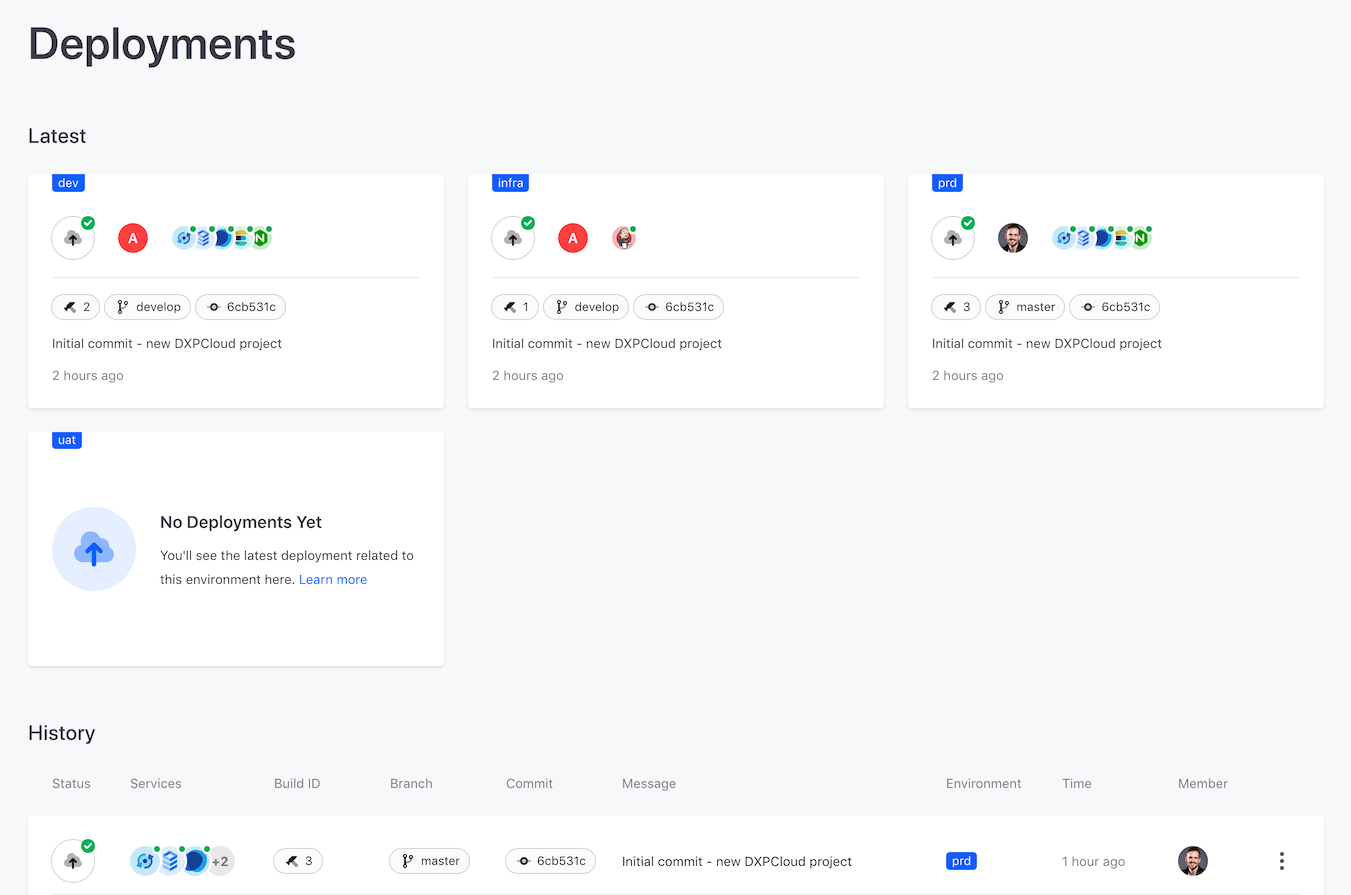 Deployments
Latest
dev
A
2 develop 6cb531c
Initial commit - new DXPCloud project
2 hours ago
infra
A
1 develop 6cb531c
Initial commit - new DXPCloud project
2 hours ago
prd
3 master 6cb531c
Initial commit - new DXPCloud project
2 hours ago
uat
No Deployments Yet
You'll see the latest deployment related to
this environment here. Learn more
History
Status Services Build ID Branch Commit Message Environment Time Member
+2 3 master 6cb531c Initial commit - new DXPCloud project prd 1 hour ago